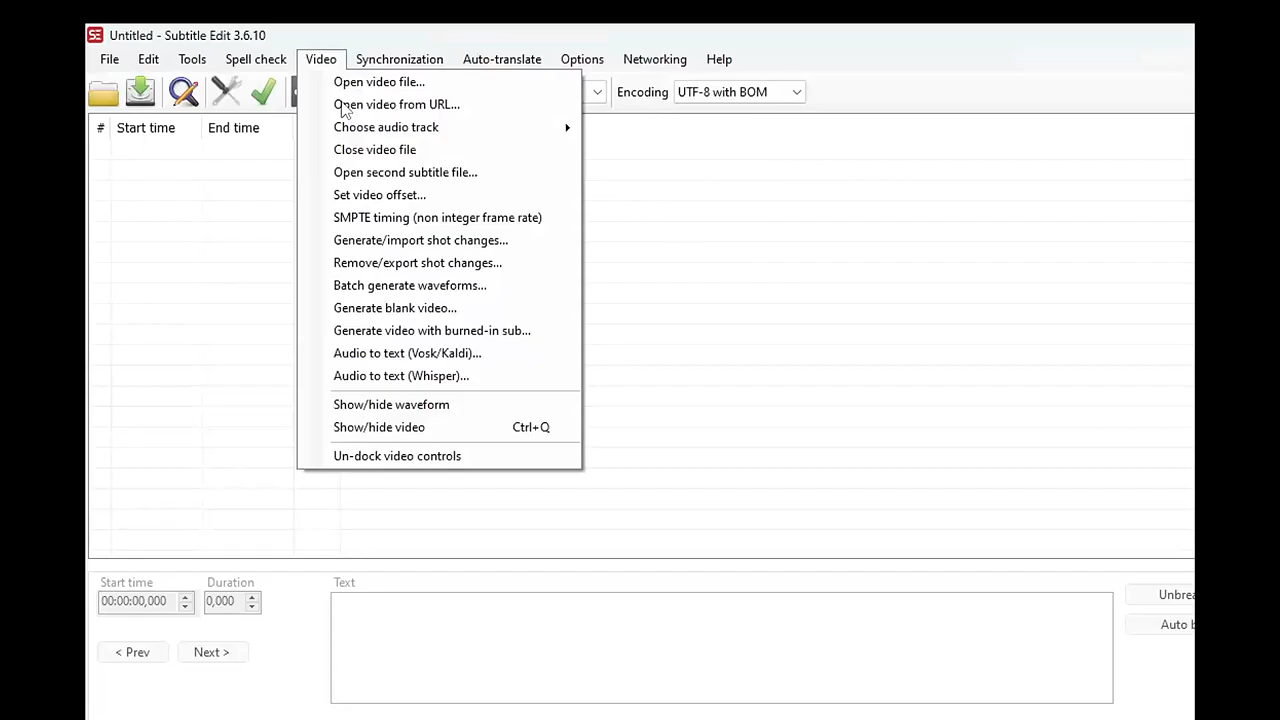 Untitled - Subtitle Edit 3.6.10
File Edit Tools Spell check Video Synchronization Auto-translate Options Networking Help
Encoding UTF-8 with BOM
# Start time End time
Open video file...
Open video from URL...
Choose audio track
Close video file
Open second subtitle file...
Set video offset...
SMPTE timing (non integer frame rate)
Generate/import shot changes...
Remove/export shot changes...
Batch generate waveforms...
Generate blank video...
Generate video with burned-in sub...
Audio to text (Vosk/Kaldi)...
Audio to text (Whisper)...
Show/hide waveform
Show/hide video Ctrl+Q
Un-dock video controls
Start time Duration Text
00:00:00,000 0,000
Unbrea
Auto b
< Prev Next >